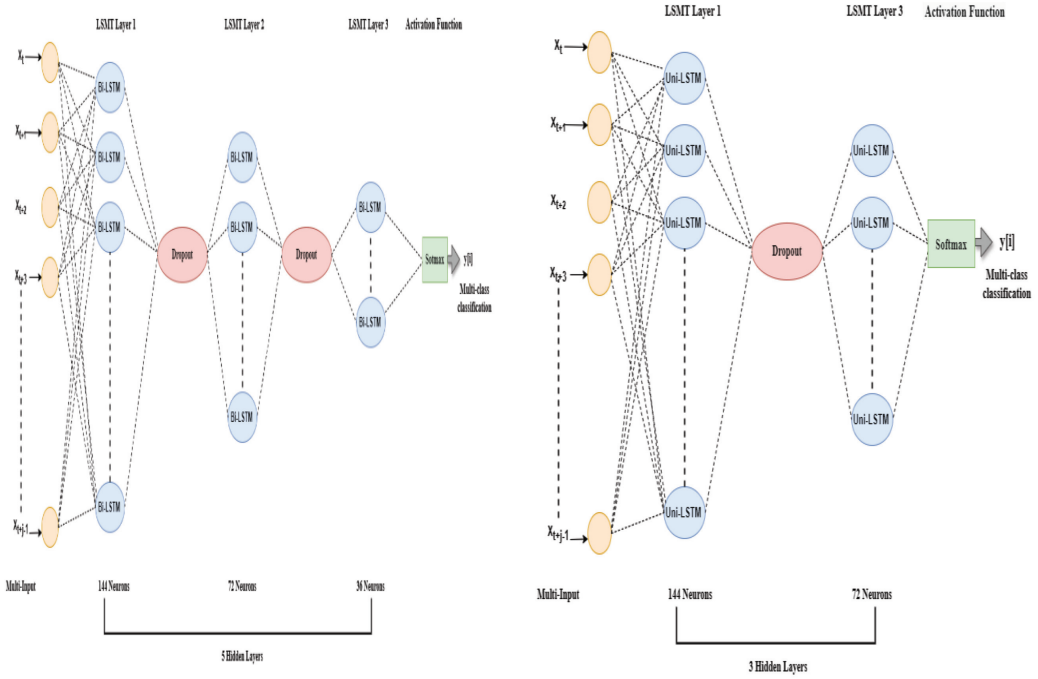 LSMT Layer 1
LSMT Layer 2
LSMT Layer 3
Activation Function
Xt
Xt+1
Xt+2
Xt+3
Xt+j-1
Bi-LSTM
Bi-LSTM
Bi-LSTM
Bi-LSTM
Dropout
Bi-LSTM
Bi-LSTM
Bi-LSTM
Dropout
Bi-LSTM
Bi-LSTM
Sotmax
y[i]
Multi-class
classification
Multi-Input
144 Neurons
72 Neurons
36 Neurons
5 Hidden Layers
LSMT Layer 1
LSMT Layer 3
Activation Function
Xt
Xt+1
Xt+2
Xt+3
Xt+j-1
Uni-LSTM
Uni-LSTM
Uni-LSTM
Uni-LSTM
Dropout
Uni-LSTM
Uni-LSTM
Uni-LSTM
Softmax
y[i]
Multi-class
classification
Multi-Input
144 Neurons
72 Neurons
3 Hidden Layers